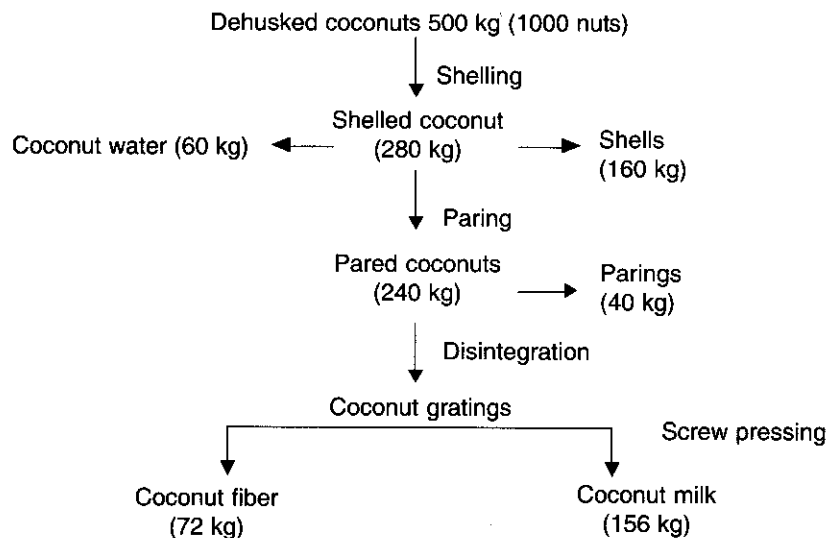 Dehusked coconuts 500 kg (1000 nuts)
Shelling
Shelled coconut
(280 kg)
Coconut water (60 kg)
Shells
(160 kg)
Paring
Pared coconuts
(240 kg)
Parings
(40 kg)
Disintegration
Coconut gratings
Screw pressing
Coconut fiber
(72 kg)
Coconut milk
(156 kg)